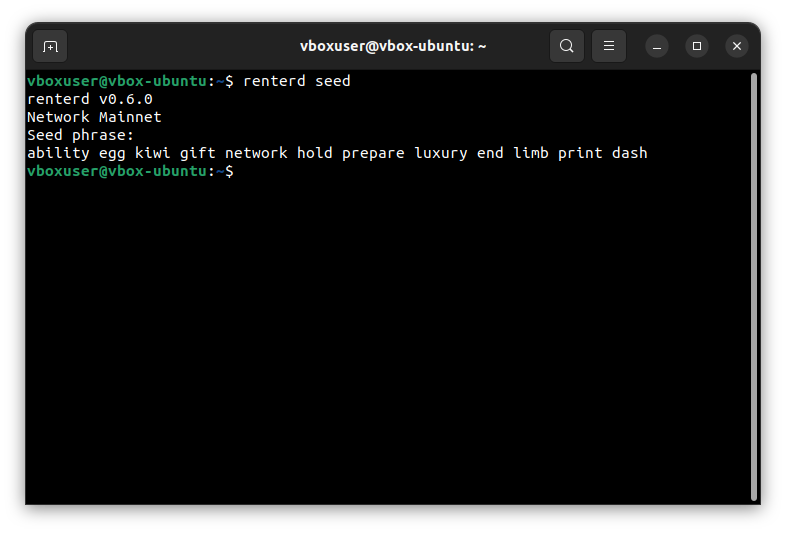 vboxuser@vbox-ubuntu: ~
vboxuser@vbox-ubuntu:~$ renterd seed
renterd v0.6.0
Network Mainnet
Seed phrase:
ability egg kiwi gift network hold prepare luxury end limb print dash
vboxuser@vbox-ubuntu:~$